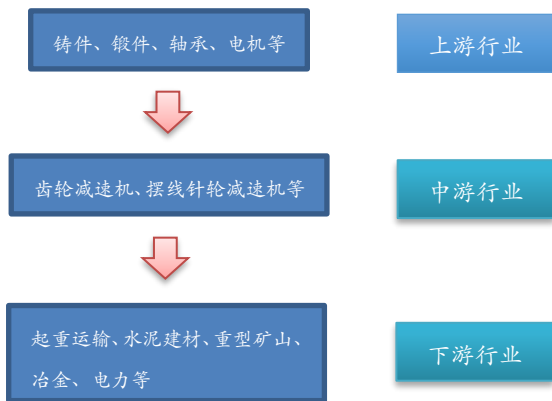 铸件、锻件、轴承、电机等
上游行业
齿轮减速机、摆线针轮减速机等
中游行业
起重运输、水泥建材、重型矿山、
冶金、电力等
下游行业